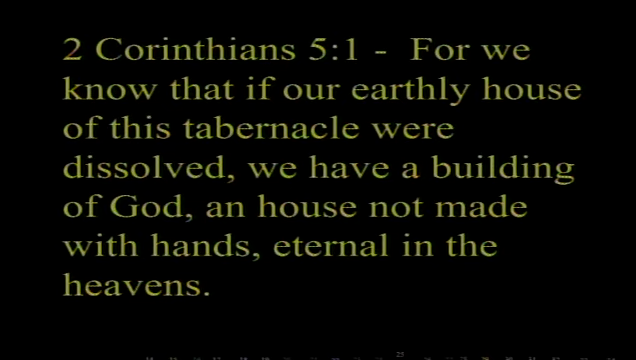 2 Corinthians 5:1 - For we
know that if our earthly house
of this tabernacle were
dissolved, we have a building
of God, an house not made
with hands, eternal in the
heavens.